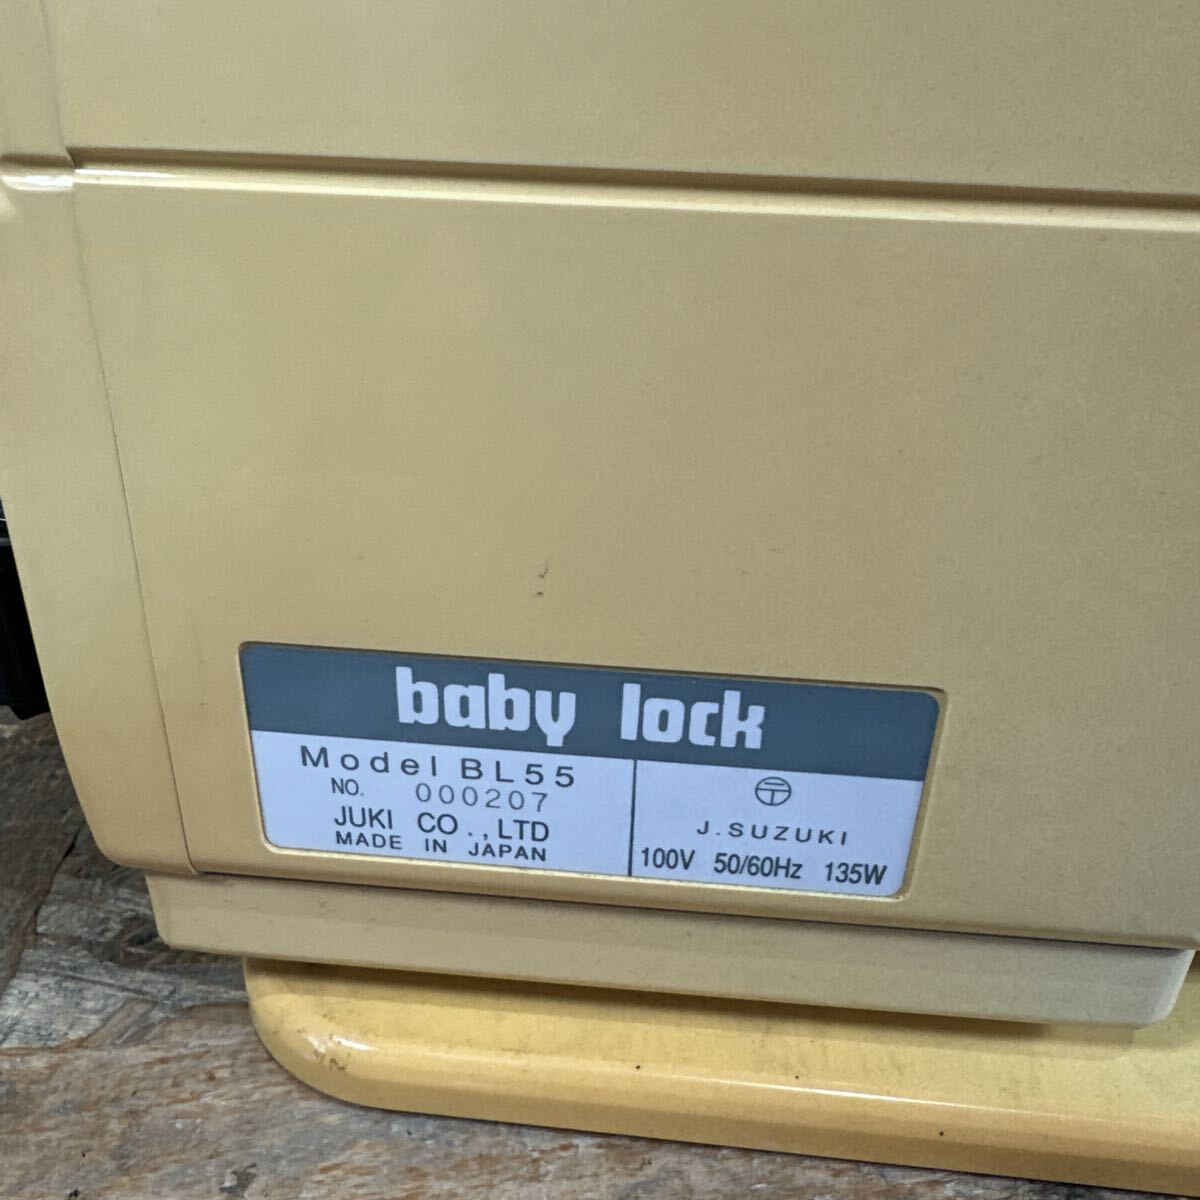 baby lock
Model BL55
NO. 000207
JUKI CO.,LTD
MADE IN JAPAN
〶
J.SUZUKI
100V 50/60Hz 135W